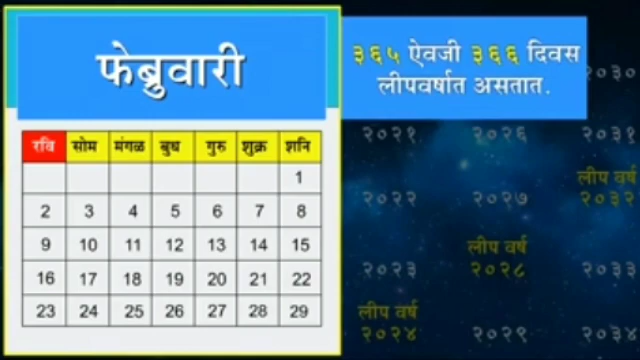 फेब्रुवारी
रवि सोम मंगळ बुध गुरु शुक्र शनि
1
2 3 4 5 6 7 8
9 10 11 12 13 14 15
16 17 18 19 20 21 22
23 24 25 26 27 28 29
३६५ ऐवजी ३६६ दिवस
लीपवर्षात असतात.
२०३०
२०२१ २०२६ २०३१
लीप वर्ष
२०२२ २०२७ २०३२
लीप वर्ष
२०२३ २०२८ २०३३
लीप वर्ष
२०२४ २०२९ २०३४